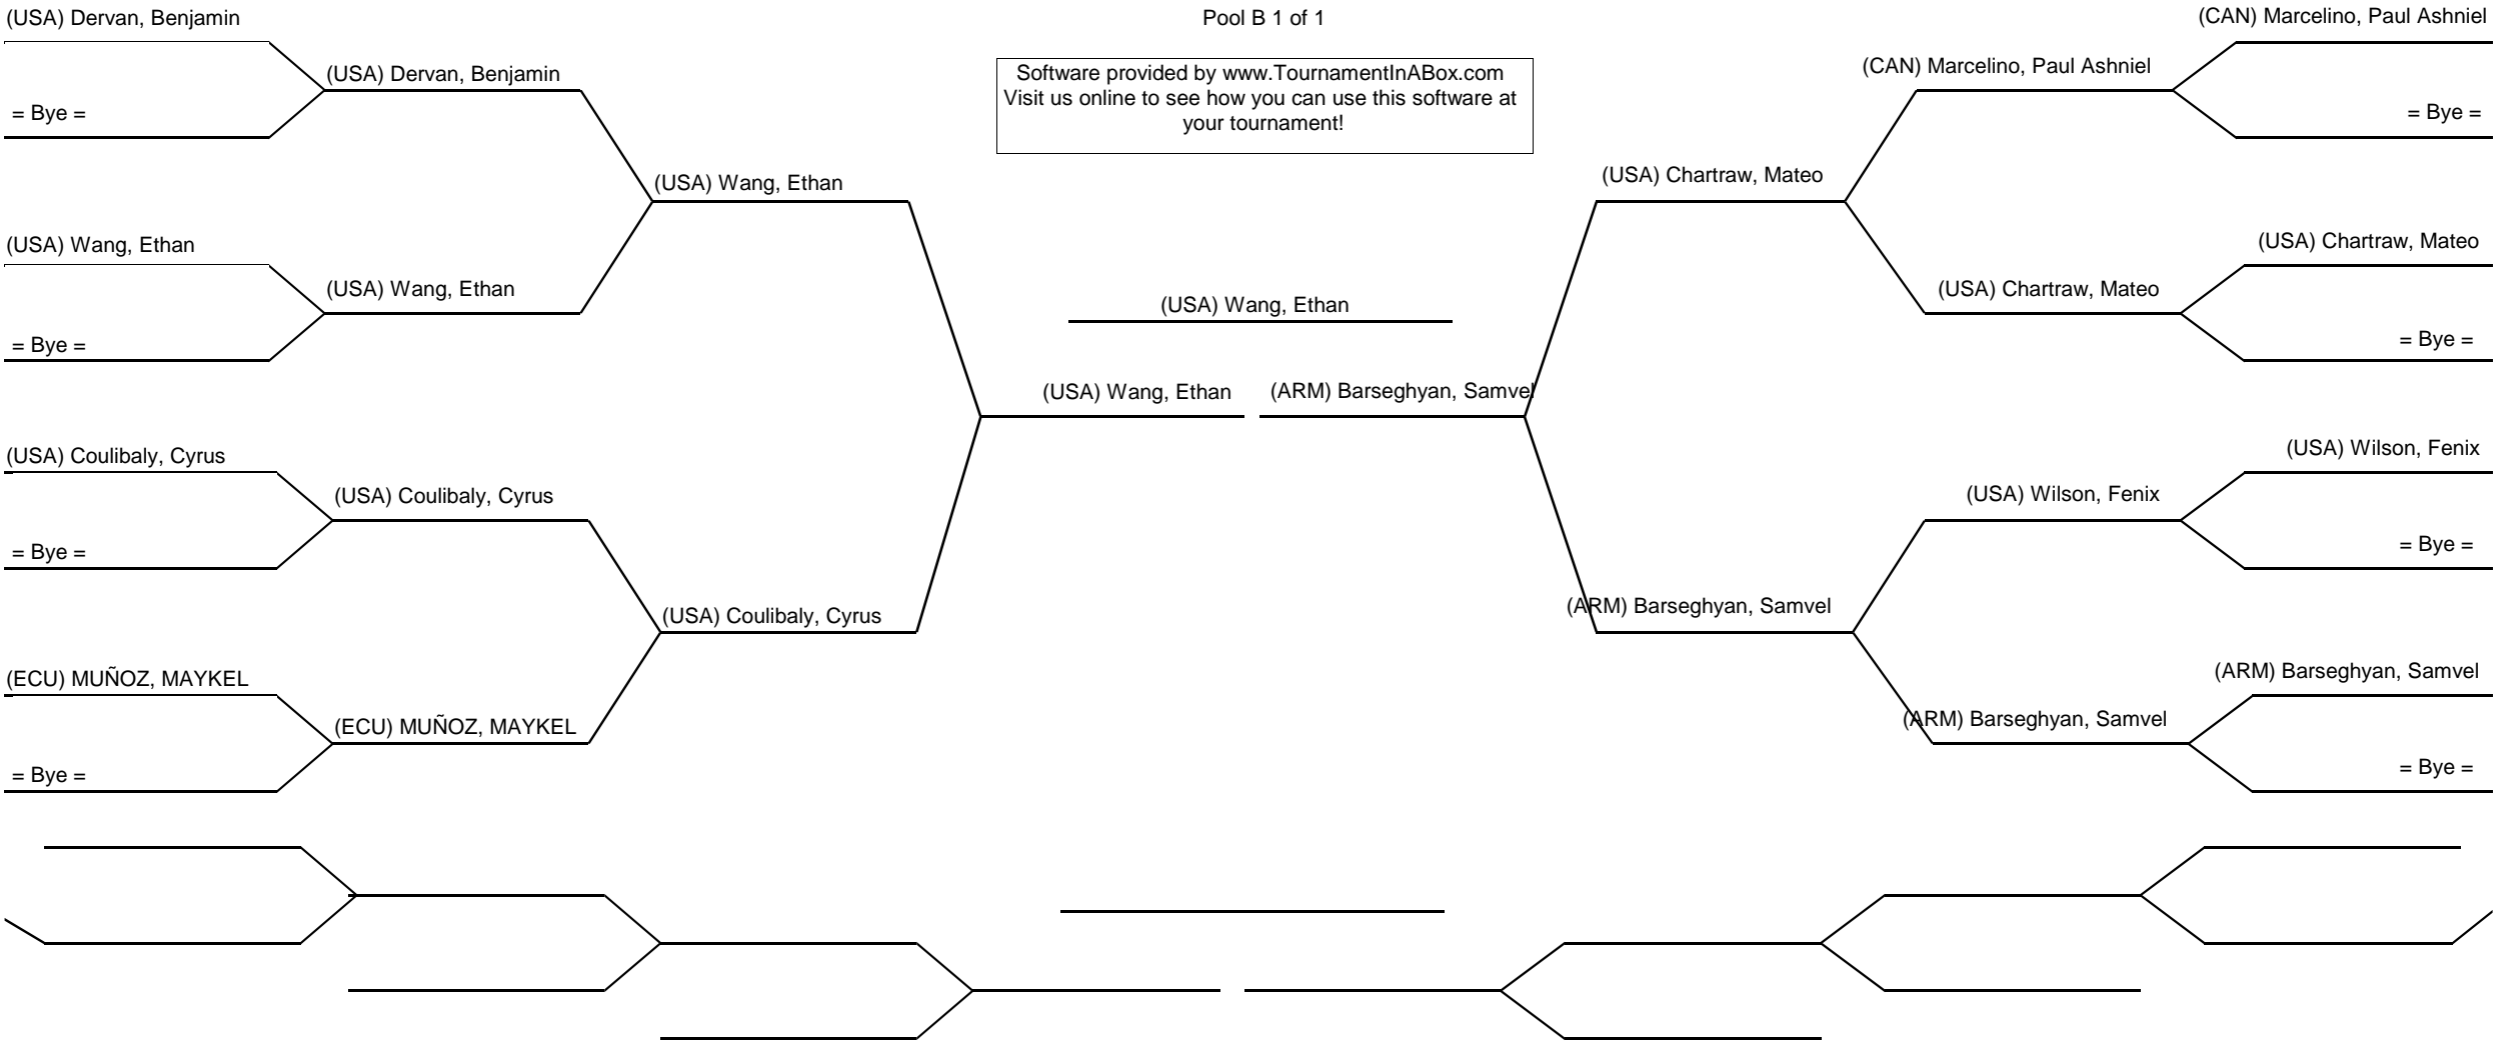 (USA) Dervan, Benjamin
Pool B 1 of 1
(CAN) Marcelino, Paul Ashniel
(USA) Dervan, Benjamin
Software provided by www.TournamentInABox.com
Visit us online to see how you can use this software at
your tournament!
(CAN) Marcelino, Paul Ashniel
= Bye =
= Bye =
(USA) Wang, Ethan
(USA) Chartraw, Mateo
(USA) Wang, Ethan
(USA) Chartraw, Mateo
(USA) Wang, Ethan
(USA) Chartraw, Mateo
(USA) Wang, Ethan
= Bye =
= Bye =
(USA) Wang, Ethan
(ARM) Barseghyan, Samvel
(USA) Coulibaly, Cyrus
(USA) Wilson, Fenix
(USA) Coulibaly, Cyrus
(USA) Wilson, Fenix
= Bye =
= Bye =
(USA) Coulibaly, Cyrus
(ARM) Barseghyan, Samvel
(ECU) MUÑOZ, MAYKEL
(ARM) Barseghyan, Samvel
(ECU) MUÑOZ, MAYKEL
(ARM) Barseghyan, Samvel
= Bye =
= Bye =